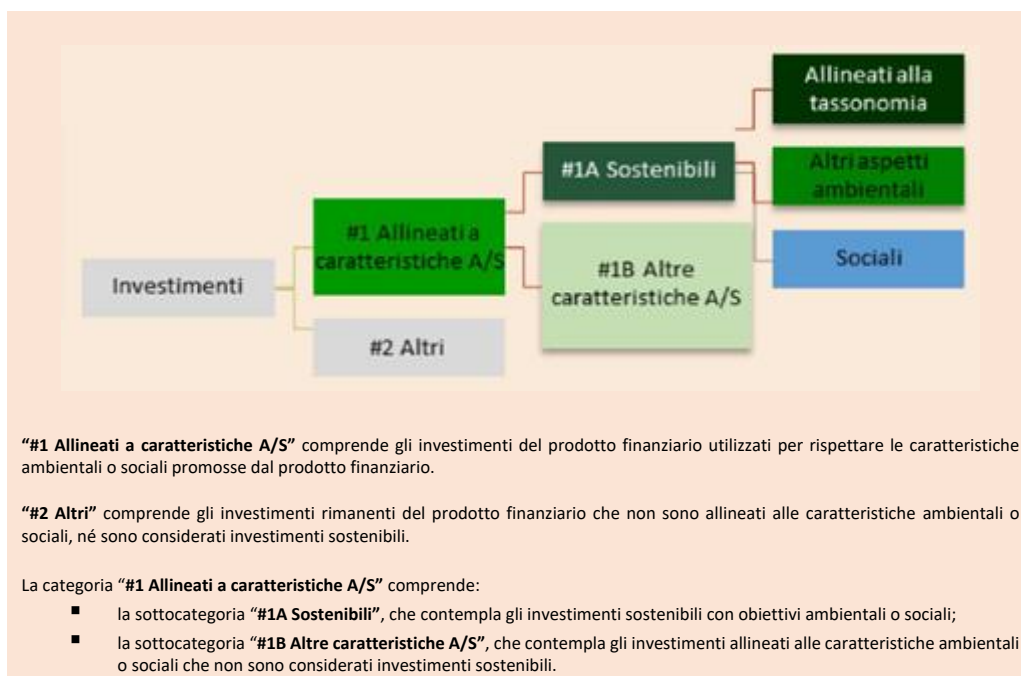 Allineati alla
tassonomia
#1A Sostenibili
Altri aspetti
ambientali
#1 Allineati a
caratteristiche A/S
Sociali
#1B Altre
caratteristiche A/S
Investimenti
#2 Altri
“#1 Allineati a caratteristiche A/S” comprende gli investimenti del prodotto finanziario utilizzati per rispettare le caratteristiche
ambientali o sociali promosse dal prodotto finanziario.
“#2 Altri” comprende gli investimenti rimanenti del prodotto finanziario che non sono allineati alle caratteristiche ambientali o
sociali, né sono considerati investimenti sostenibili.
La categoria “#1 Allineati a caratteristiche A/S” comprende:
▪ la sottocategoria “#1A Sostenibili”, che contempla gli investimenti sostenibili con obiettivi ambientali o sociali;
▪ la sottocategoria “#1B Altre caratteristiche A/S”, che contempla gli investimenti allineati alle caratteristiche ambientali
o sociali che non sono considerati investimenti sostenibili.